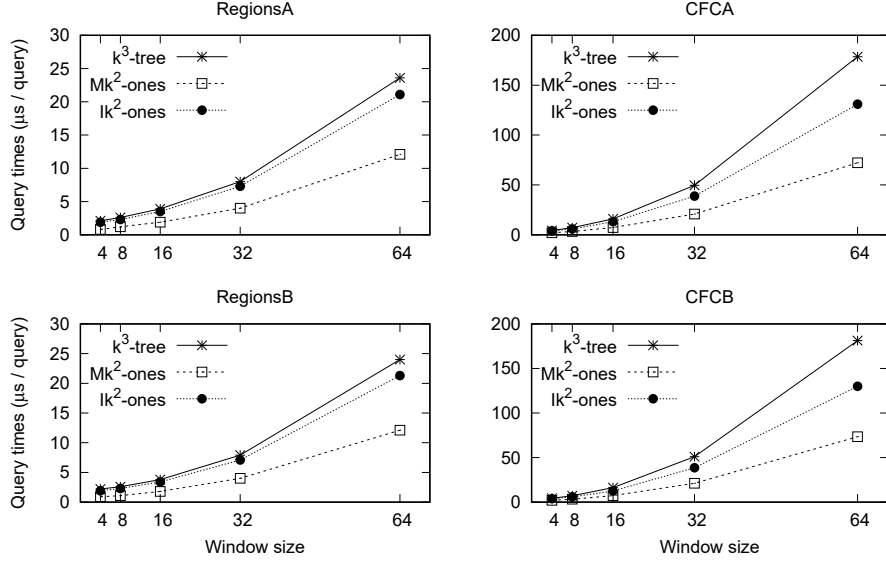 RegionsA
30
25
20
15
10
5
0
Query times (µs / query)
k³-tree
Mk²-ones
Ik²-ones
4 8 16 32 64
CFCA
200
150
100
50
0
k³-tree
Mk²-ones
Ik²-ones
4 8 16 32 64
RegionsB
30
25
20
15
10
5
0
Query times (µs / query)
k³-tree
Mk²-ones
Ik²-ones
4 8 16 32 64
Window size
CFCB
200
150
100
50
0
k³-tree
Mk²-ones
Ik²-ones
4 8 16 32 64
Window size